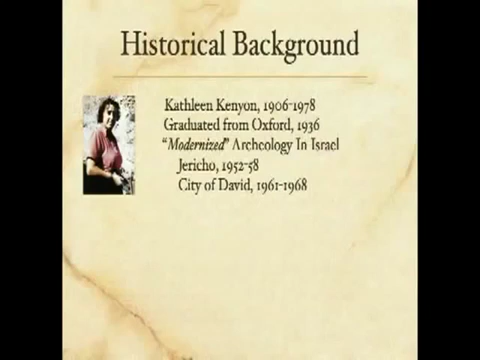 Historical Background
Kathleen Kenyon, 1906-1978
Graduated from Oxford, 1936
"Modernized" Archeology In Israel
Jericho, 1952-58
City of David, 1961-1968